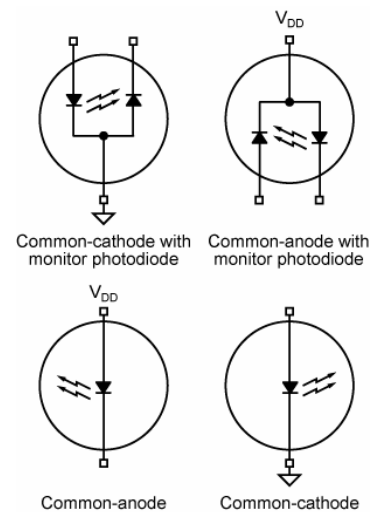 V_DD
Common-cathode with monitor photodiode
Common-anode with monitor photodiode
V_DD
Common-anode
Common-cathode